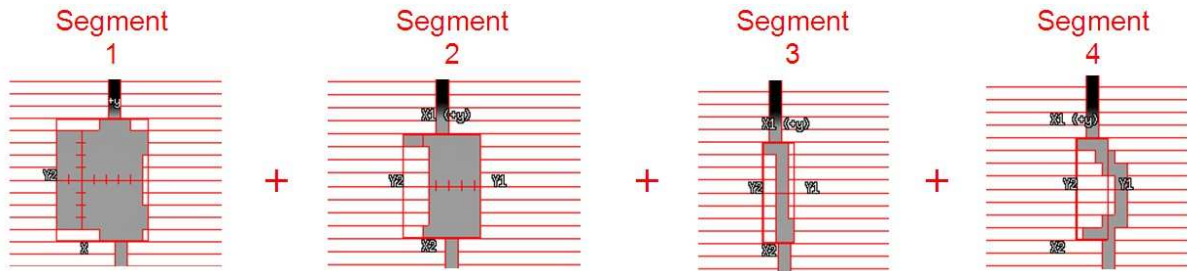 Segment 1
Segment 2
Segment 3
Segment 4
+y
X1 (+y)
X1 (+y)
X1 (+y)
Y2
Y2
Y1
Y2
Y1
Y2
Y1
+
+
+
X
X2
X2
X2